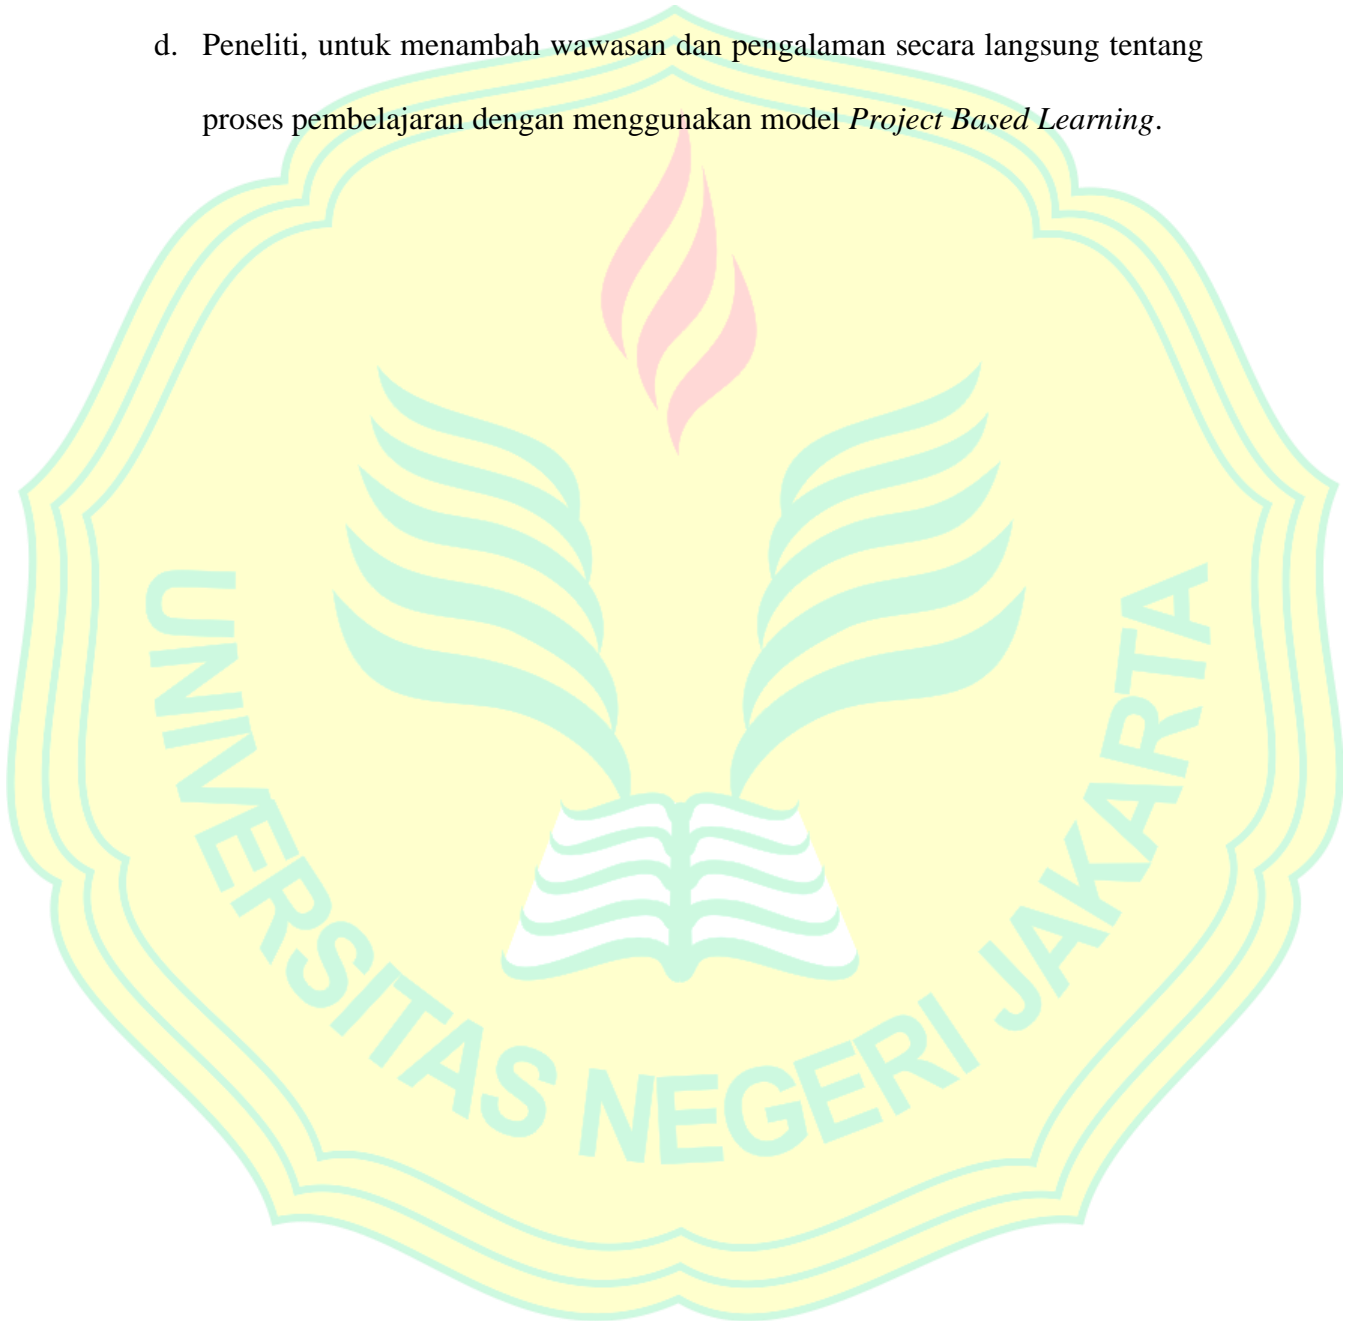 d. Peneliti, untuk menambah wawasan dan pengalaman secara langsung tentang
proses pembelajaran dengan menggunakan model Project Based Learning.
UNIVERSITAS NEGERI JAKARTA